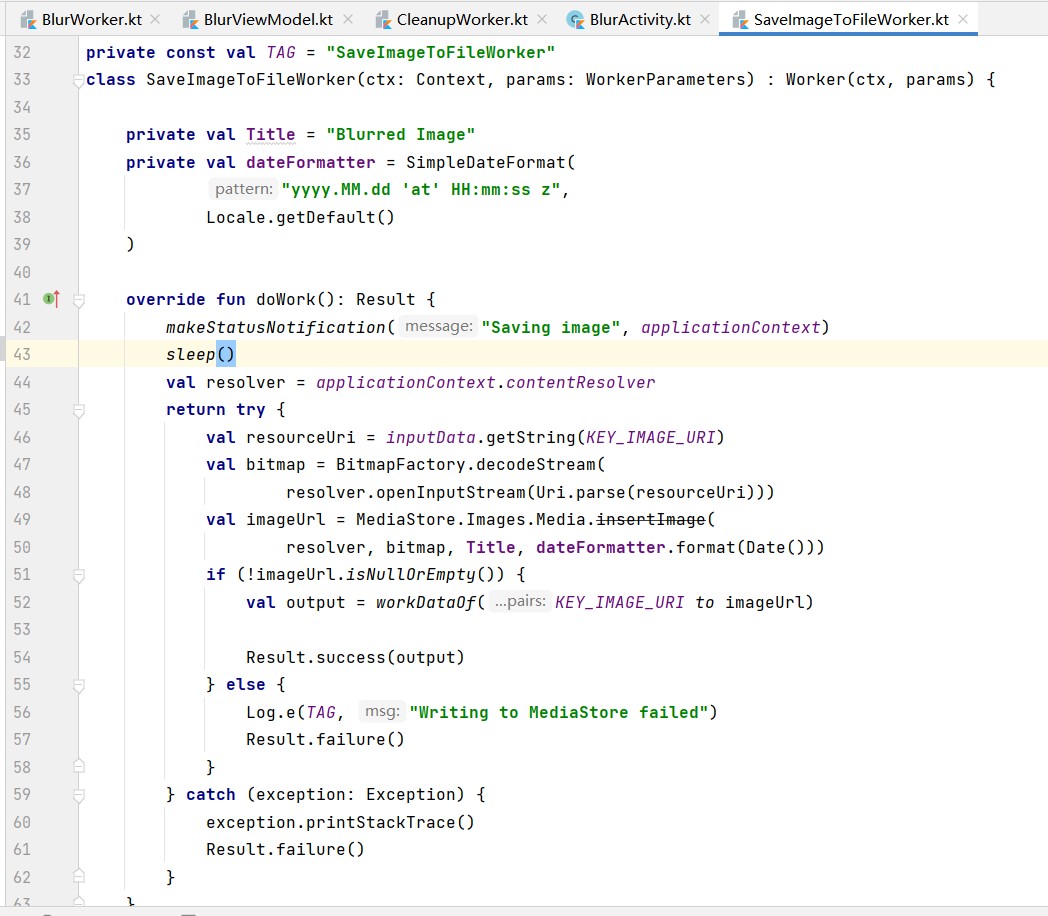 BlurWorker.kt BlurViewModel.kt CleanupWorker.kt BlurActivity.kt SaveImageToFileWorker.kt
32 private const val TAG = "SaveImageToFileWorker"
33 class SaveImageToFileWorker(ctx: Context, params: WorkerParameters) : Worker(ctx, params) {
34
35 private val Title = "Blurred Image"
36 private val dateFormatter = SimpleDateFormat(
37 pattern: "yyyy.MM.dd 'at' HH:mm:ss z",
38 Locale.getDefault()
39 )
40
41 override fun doWork(): Result {
42 makeStatusNotification( message: "Saving image", applicationContext)
43 sleep()
44 val resolver = applicationContext.contentResolver
45 return try {
46 val resourceUri = inputData.getString(KEY_IMAGE_URI)
47 val bitmap = BitmapFactory.decodeStream(
48 resolver.openInputStream(Uri.parse(resourceUri)))
49 val imageUrl = MediaStore.Images.Media.insertImage(
50 resolver, bitmap, Title, dateFormatter.format(Date()))
51 if (!imageUrl.isNullOrEmpty()) {
52 val output = workDataOf( ...pairs: KEY_IMAGE_URI to imageUrl)
53
54 Result.success(output)
55 } else {
56 Log.e(TAG, msg: "Writing to MediaStore failed")
57 Result.failure()
58 }
59 } catch (exception: Exception) {
60 exception.printStackTrace()
61 Result.failure()
62 }
63 }